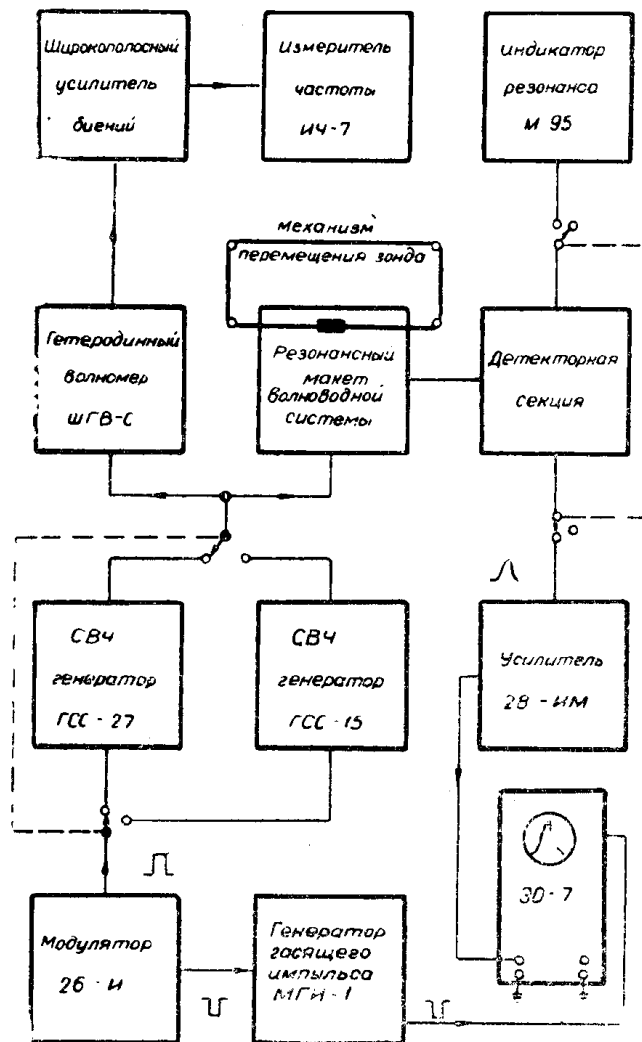 Широкополосный
усилитель
биений
Измеритель
частоты
ИЧ-7
Индикатор
резонанса
М 95
механизм
перемещения зонда
Гетеродинный
волномер
ШГВ-С
Резонансный
макет
волноводной
системы
Детекторная
секция
СВЧ
генератор
ГСС-27
СВЧ
генератор
ГСС-15
Усилитель
28-ИМ
ЭО-7
Модулятор
26-И
Генератор
гасящего
импульса
МГИ-1